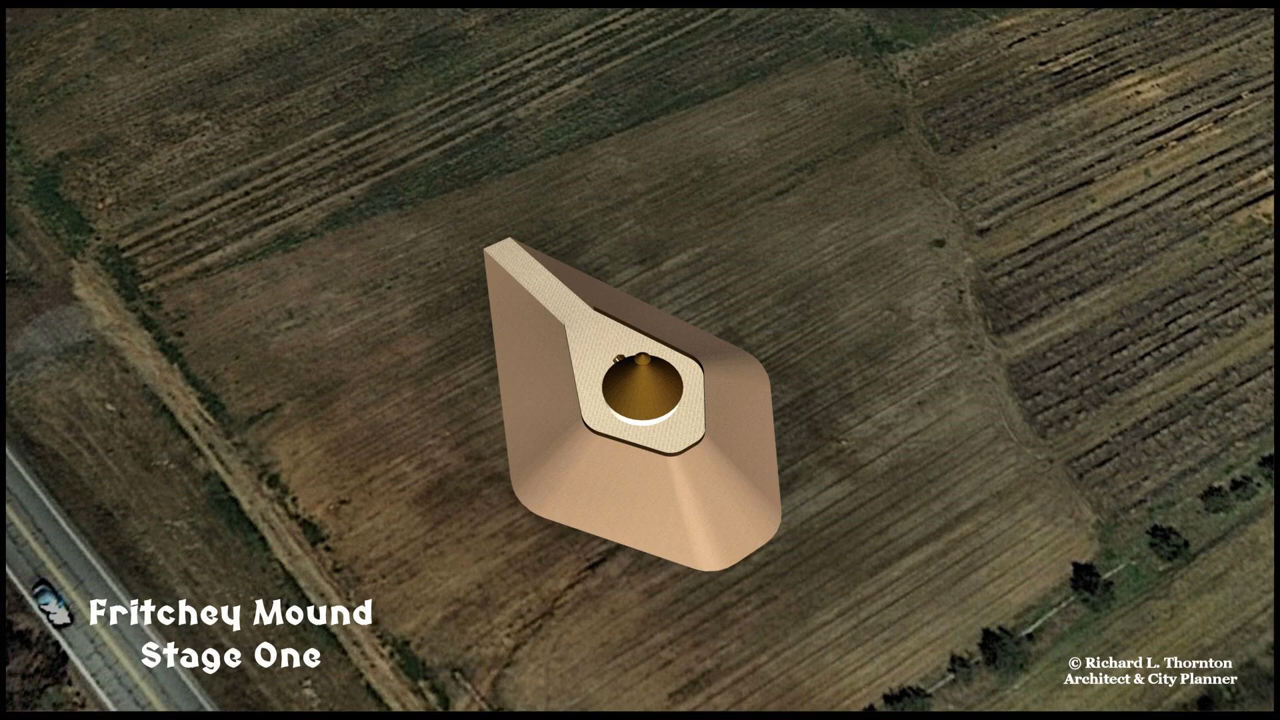 Fritchey Mound
Stage One
© Richard L. Thornton
Architect & City Planner